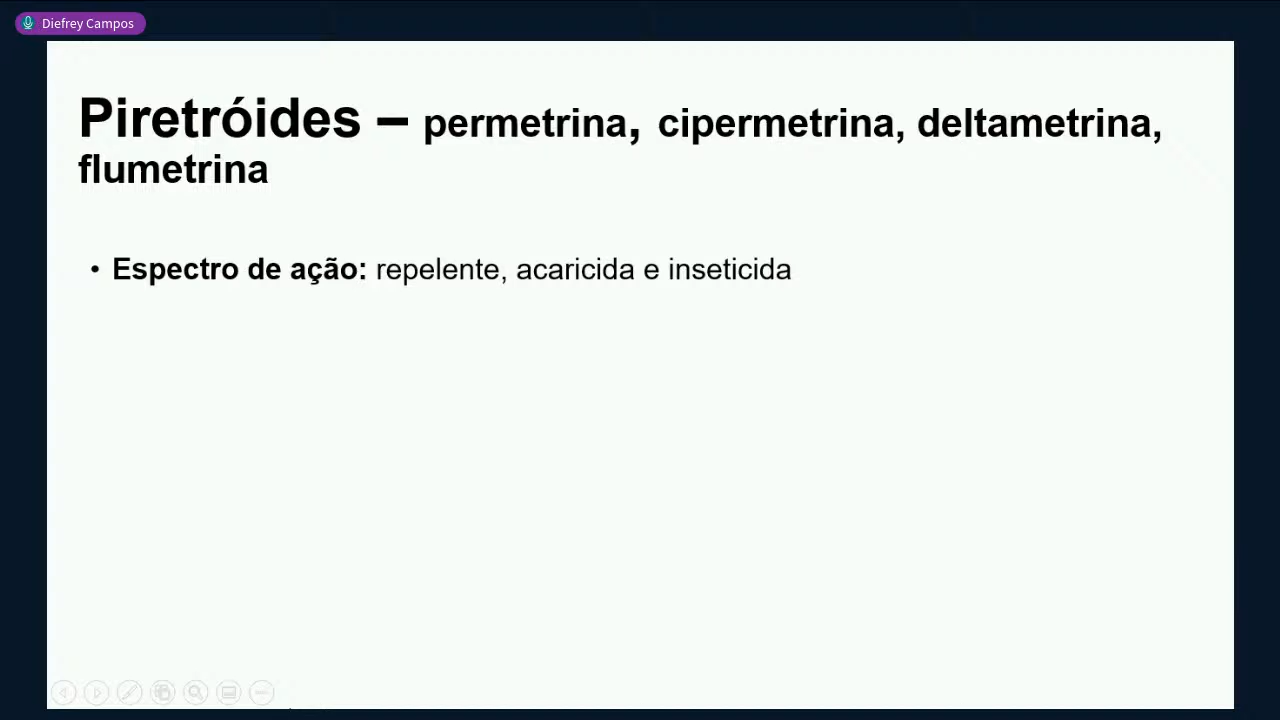 Diefrey Campos
Piretróides – permetrina, cipermetrina, deltametrina,
flumetrina
• Espectro de ação: repelente, acaricida e inseticida